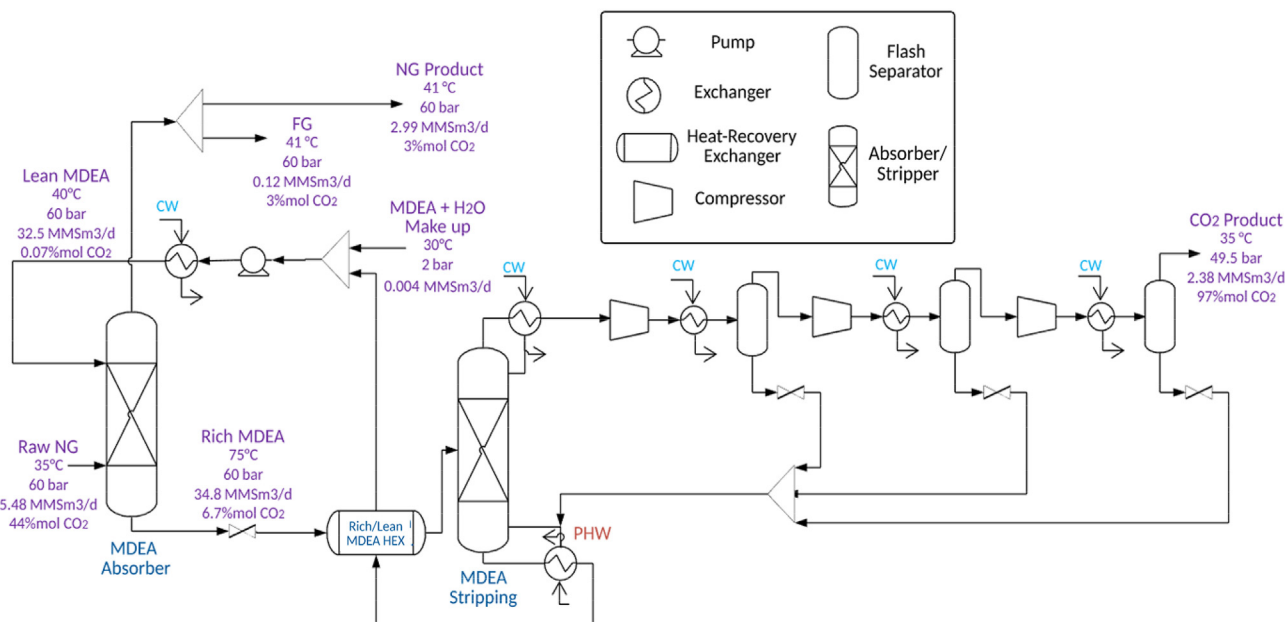 NG Product
41 °C
60 bar
2.99 MMSm3/d
3%mol CO2
FG
41 °C
60 bar
0.12 MMSm3/d
3%mol CO2
Lean MDEA
40°C
60 bar
32.5 MMSm3/d
0.07%mol CO2
CW
MDEA + H2O
Make up
30°C
2 bar
0.004 MMSm3/d
Pump
Exchanger
Heat-Recovery
Exchanger
Compressor
Flash
Separator
Absorber/
Stripper
CW
CW
CW
CW
CO2 Product
35 °C
49.5 bar
2.38 MMSm3/d
97%mol CO2
Raw NG
35°C
60 bar
5.48 MMSm3/d
44%mol CO2
Rich MDEA
75°C
60 bar
34.8 MMSm3/d
6.7%mol CO2
MDEA
Absorber
Rich/Lean
MDEA HEX
PHW
MDEA
Stripping